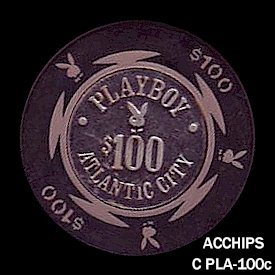 PLAYBOY
$100
ATLANTIC CITY
$100
$100
ACCHIPS
C PLA-100c